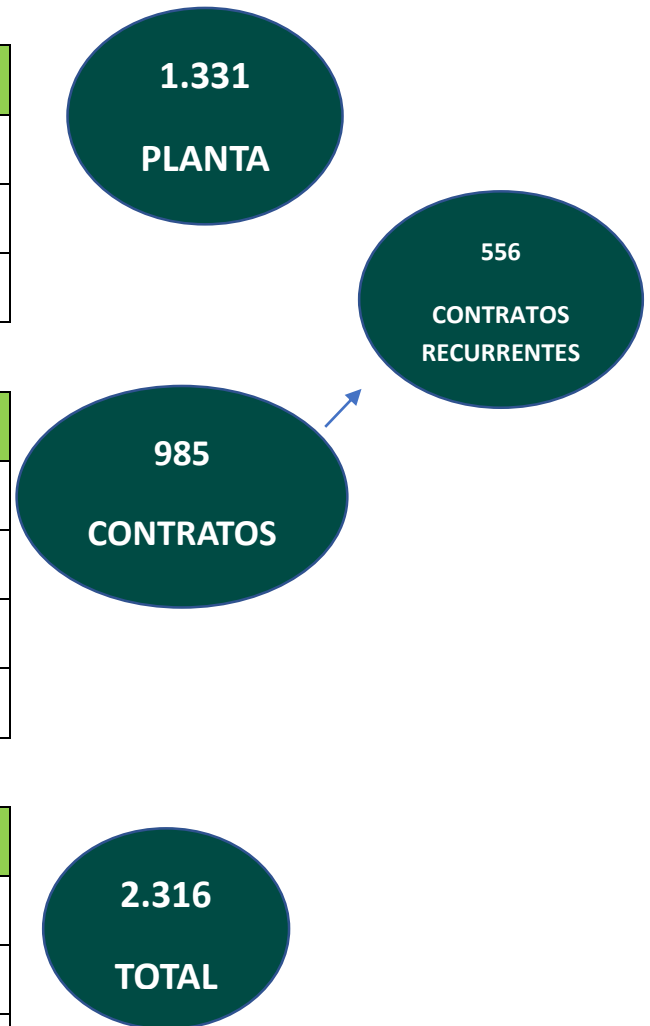 1.331
PLANTA
556
CONTRATOS
RECURRENTES
985
CONTRATOS
2.316
TOTAL